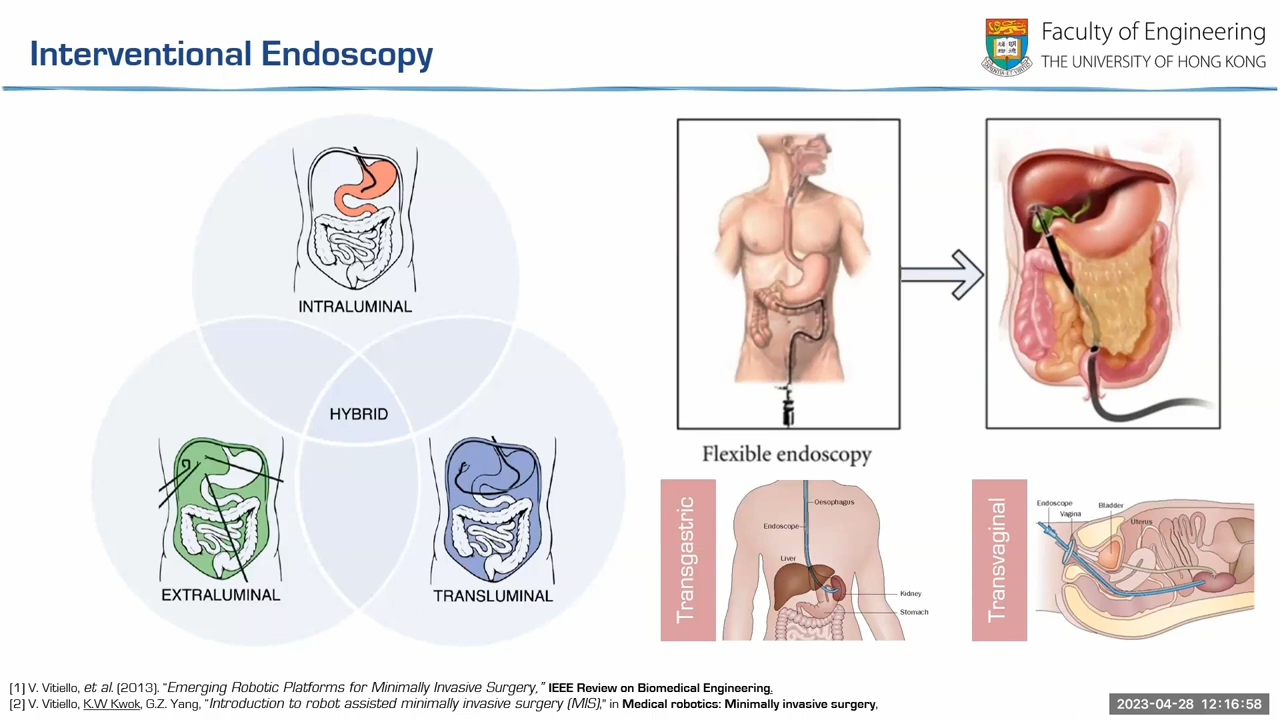 Interventional Endoscopy
Faculty of Engineering
THE UNIVERSITY OF HONG KONG
INTRALUMINAL
HYBRID
EXTRALUMINAL
TRANSLUMINAL
Flexible endoscopy
Transgastric
Oesophagus
Endoscope
Liver
Kidney
Stomach
Transvaginal
Endoscope
Vagina
Bladder
Uterus
[1] V. Vitiello, et al. (2013). “Emerging Robotic Platforms for Minimally Invasive Surgery,” IEEE Review on Biomedical Engineering.
[2] V. Vitiello, K.W Kwok, G.Z. Yang, “Introduction to robot assisted minimally invasive surgery (MIS),” in Medical robotics: Minimally invasive surgery,
2023-04-28 12:16:58